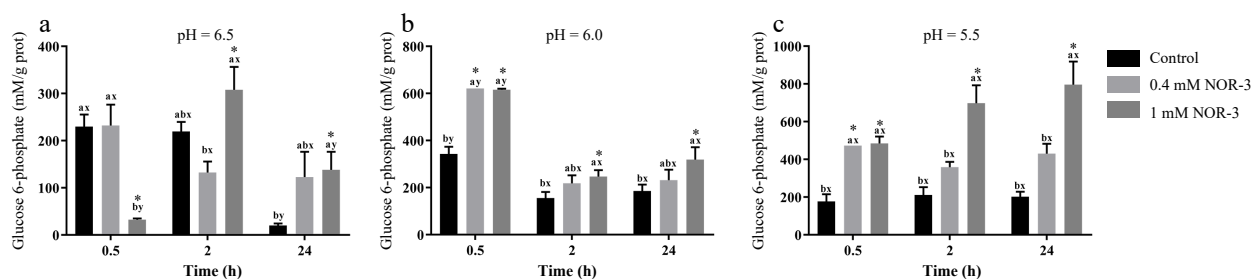 a
pH = 6.5
Glucose 6-phosphate (mM/g prot)
400
300
200
100
0
ax
ax
*
by
abx
bx
*
ax
by
abx
*
ay
0.5
2
24
Time (h)
b
pH = 6.0
Glucose 6-phosphate (mM/g prot)
800
600
400
200
0
by
*
ay
*
ay
bx
abx
*
ax
bx
abx
*
ax
0.5
2
24
Time (h)
c
pH = 5.5
Glucose 6-phosphate (mM/g prot)
1000
800
600
400
200
0
bx
*
ax
*
ax
bx
bx
*
ax
bx
bx
*
ax
0.5
2
24
Time (h)
Control
0.4 mM NOR-3
1 mM NOR-3